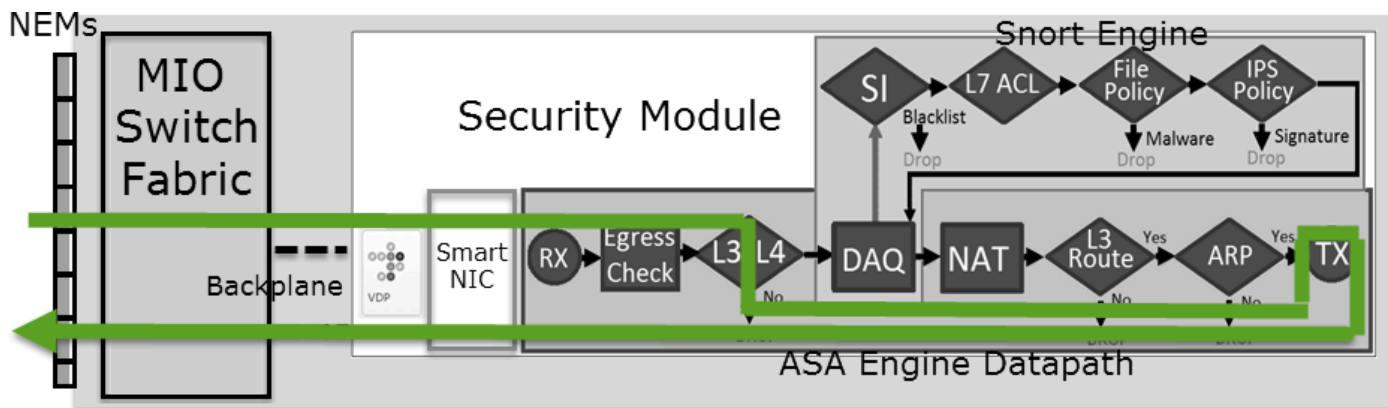 NEMs
MIO
Switch
Fabric
Backplane
VDP
Security Module
Smart
NIC
Snort Engine
SI
L7 ACL
File
Policy
IPS
Policy
Blacklist
Drop
Malware
Drop
Signature
Drop
RX
Egress
Check
L3 L4
No
DAQ
NAT
L3
Route
Yes
No
ARP
Yes
No
TX
ASA Engine Datapath